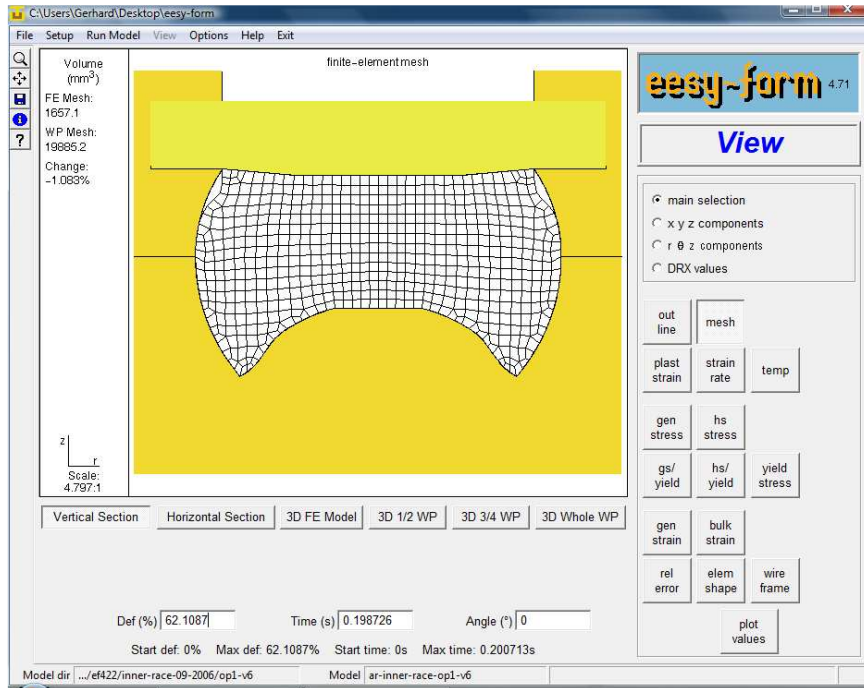 C:\Users\Gerhard\Desktop\eesy-form
File Setup Run Model View Options Help Exit
Volume
(mm³)
FE Mesh:
1657.1
WP Mesh:
19885.2
Change:
-1.083%
finite-element mesh
z
r
Scale:
4.797:1
eesy-form 4.71
View
main selection
x y z components
r θ z components
DRX values
out line
mesh
plast strain
strain rate
temp
gen stress
hs stress
gs/ yield
hs/ yield
yield stress
gen strain
bulk strain
rel error
elem shape
wire frame
plot values
Vertical Section
Horizontal Section
3D FE Model
3D 1/2 WP
3D 3/4 WP
3D Whole WP
Def (%) 62.1087 Time (s) 0.198726 Angle (°) 0
Start def: 0% Max def: 62.1087% Start time: 0s Max time: 0.200713s
Model dir .../ef422/inner-race-09-2006/op1-v6 Model ar-inner-race-op1-v6